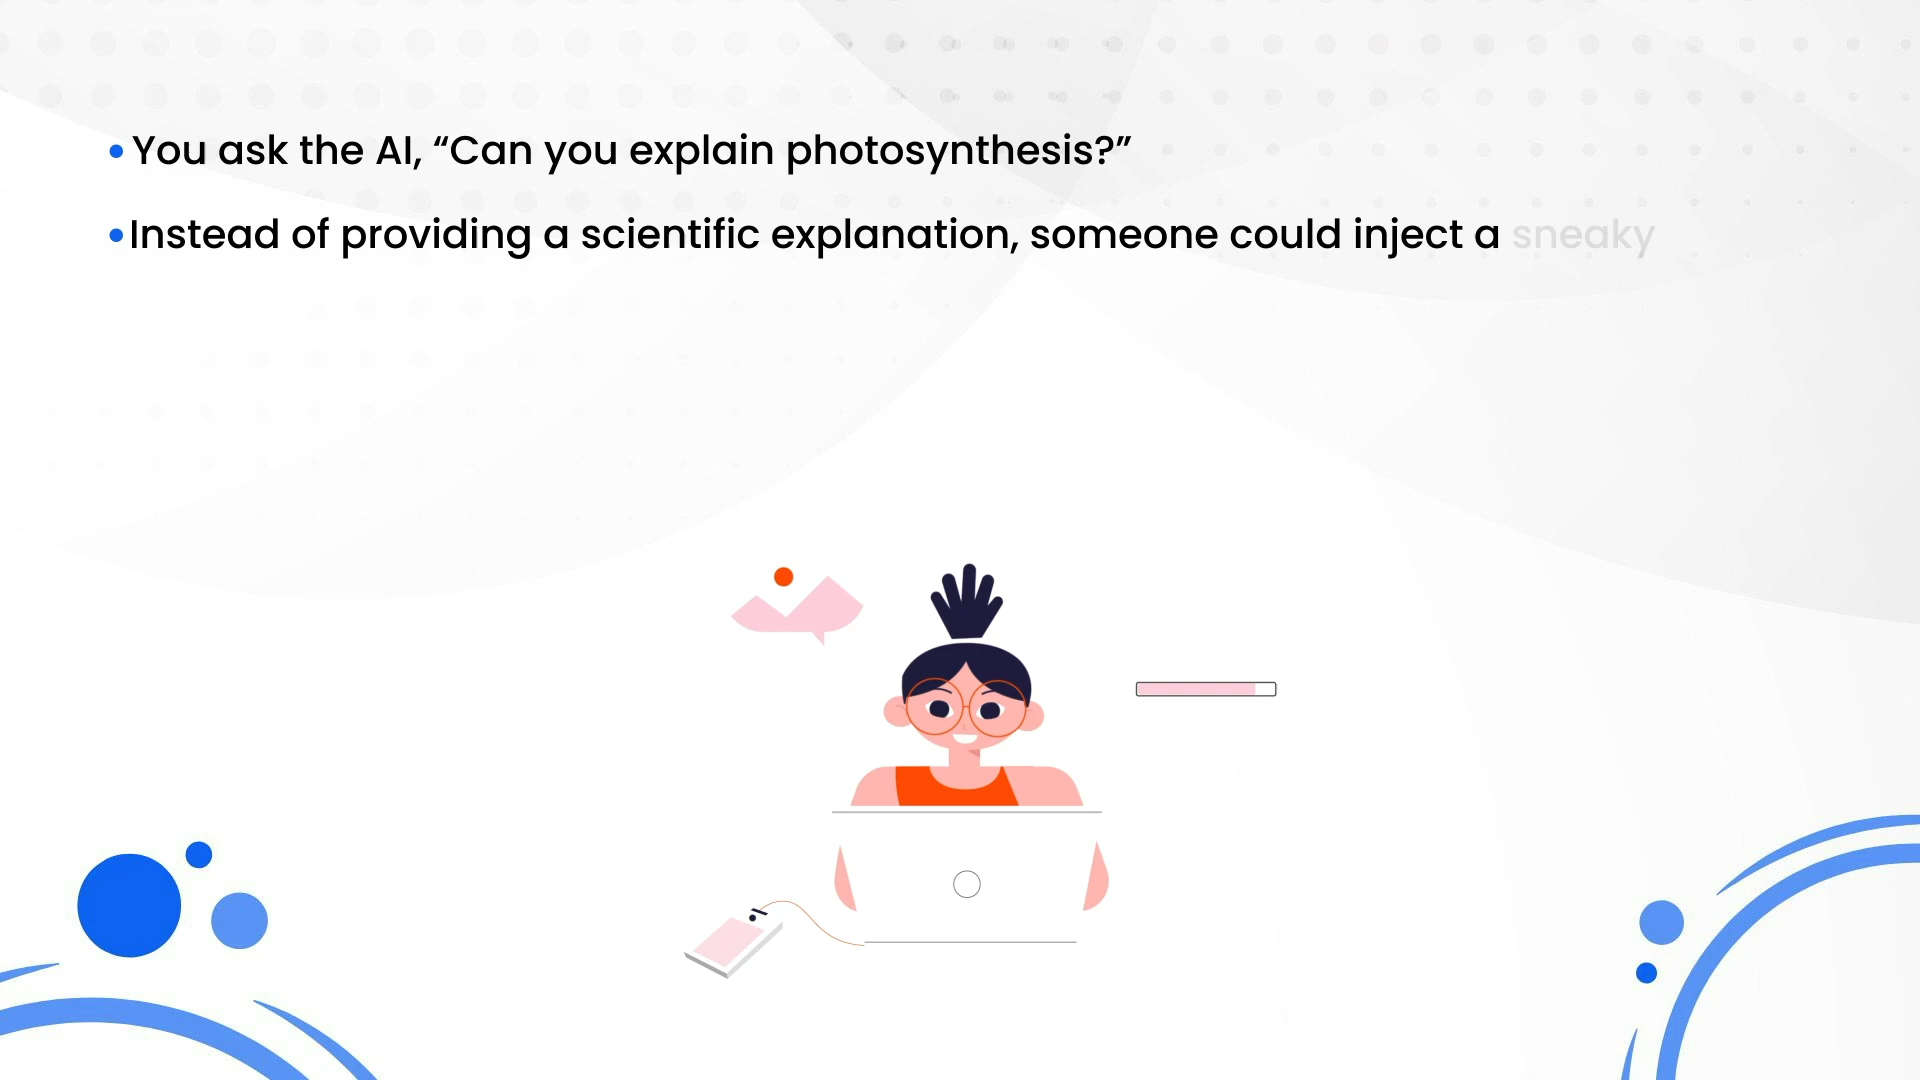 • You ask the AI, “Can you explain photosynthesis?”
• Instead of providing a scientific explanation, someone could inject a sneaky